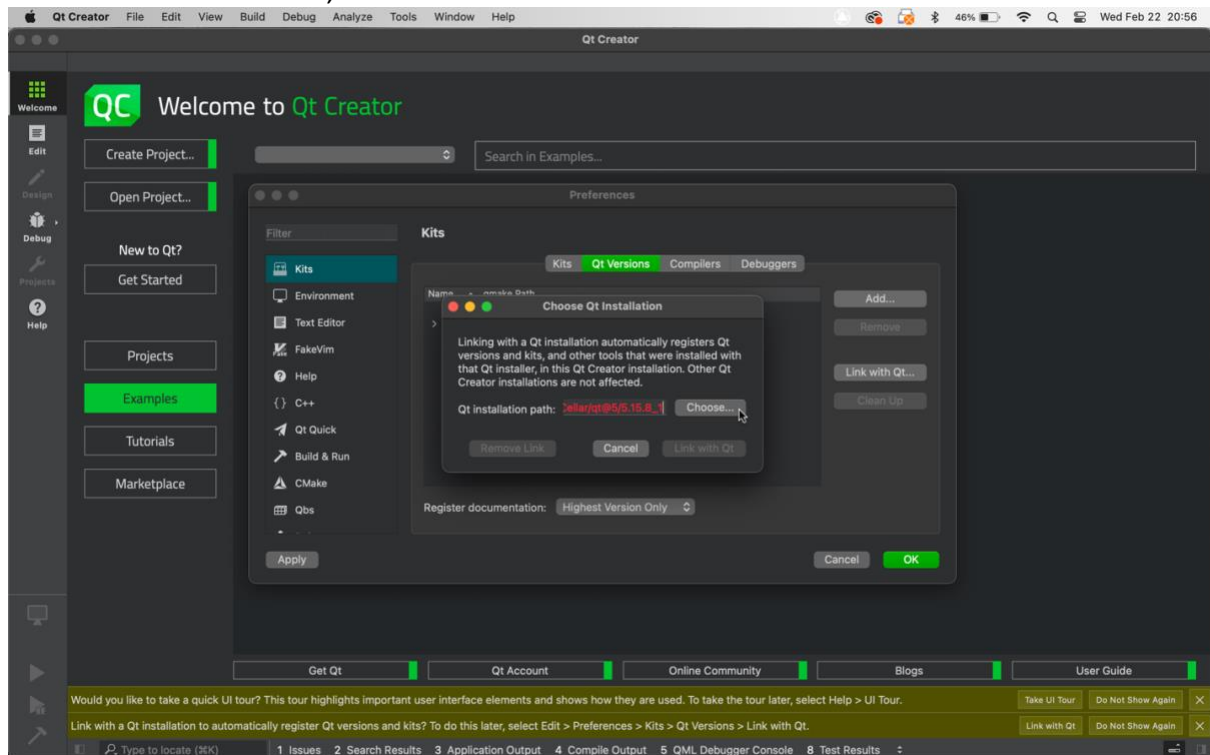 Qt Creator File Edit View Build Debug Analyze Tools Window Help 46% Wed Feb 22 20:56
Qt Creator
Welcome
Edit
Design
Debug
Projects
Help
QC Welcome to Qt Creator
Create Project...
Search in Examples...
Open Project...
New to Qt?
Get Started
Projects
Examples
Tutorials
Marketplace
Preferences
Filter
Kits
Kits
Environment
Text Editor
FakeVim
Help
{} C++
Qt Quick
Build & Run
CMake
Qbs
Kits Qt Versions Compilers Debuggers
Name qmake Path
Add...
Remove
Link with Qt...
Clean Up
Choose Qt Installation
Linking with a Qt installation automatically registers Qt
versions and kits, and other tools that were installed with
that Qt installer, in this Qt Creator installation. Other Qt
Creator installations are not affected.
Qt installation path: Cellar/qt@5/5.15.8_1 Choose...
Remove Link Cancel Link with Qt
Register documentation: Highest Version Only
Apply Cancel OK
Get Qt Qt Account Online Community Blogs User Guide
Would you like to take a quick UI tour? This tour highlights important user interface elements and shows how they are used. To take the tour later, select Help > UI Tour. Take UI Tour Do Not Show Again
Link with a Qt installation to automatically register Qt versions and kits? To do this later, select Edit > Preferences > Kits > Qt Versions > Link with Qt. Link with Qt Do Not Show Again
Type to locate (⌘K) 1 Issues 2 Search Results 3 Application Output 4 Compile Output 5 QML Debugger Console 8 Test Results